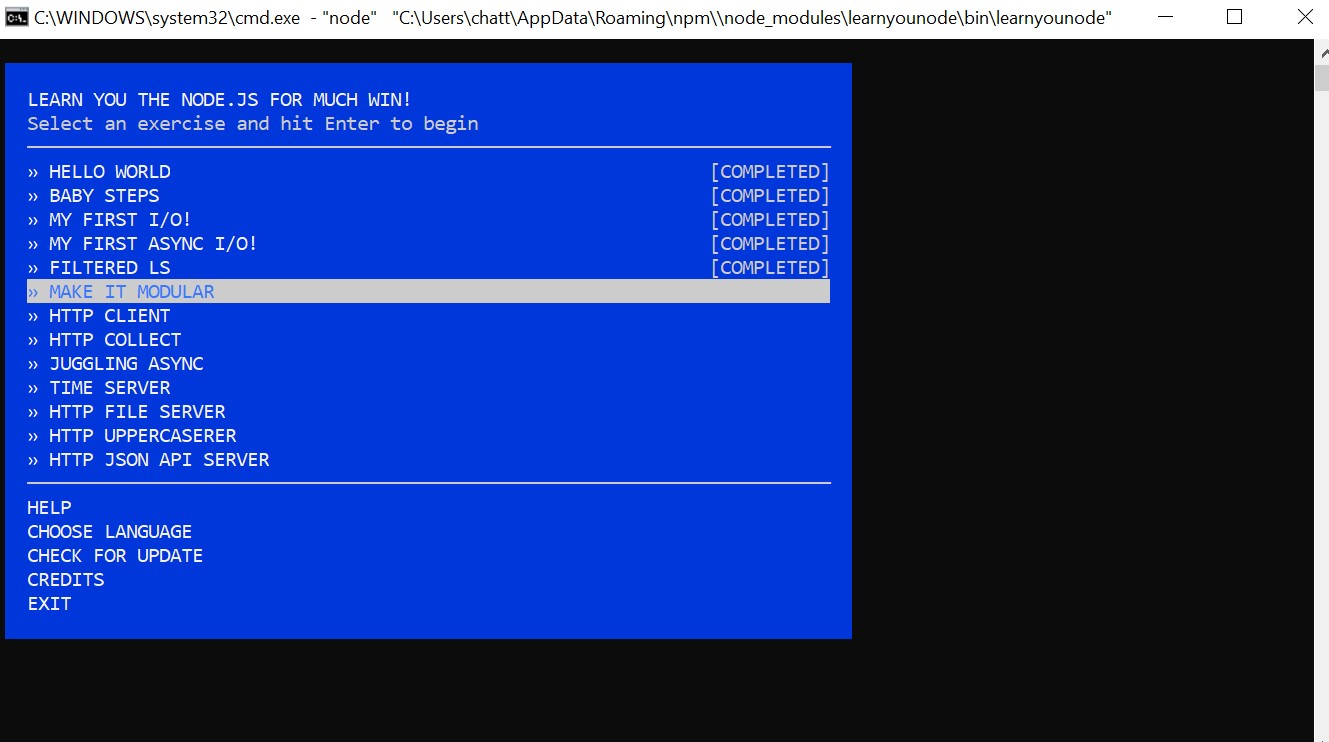 C:\WINDOWS\system32\cmd.exe - "node" "C:\Users\chatt\AppData\Roaming\npm\\node_modules\learnyounode\bin\learnyounode"
LEARN YOU THE NODE.JS FOR MUCH WIN!
Select an exercise and hit Enter to begin
» HELLO WORLD [COMPLETED]
» BABY STEPS [COMPLETED]
» MY FIRST I/O! [COMPLETED]
» MY FIRST ASYNC I/O! [COMPLETED]
» FILTERED LS [COMPLETED]
» MAKE IT MODULAR
» HTTP CLIENT
» HTTP COLLECT
» JUGGLING ASYNC
» TIME SERVER
» HTTP FILE SERVER
» HTTP UPPERCASERER
» HTTP JSON API SERVER
HELP
CHOOSE LANGUAGE
CHECK FOR UPDATE
CREDITS
EXIT